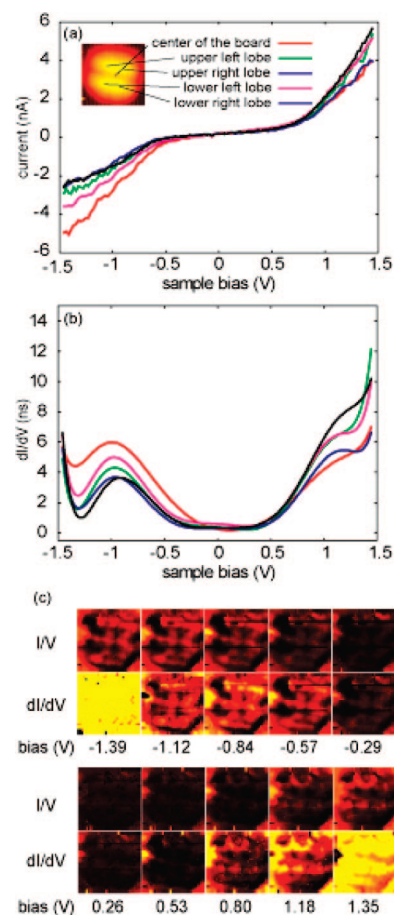 (a)
center of the board
upper left lobe
upper right lobe
lower left lobe
lower right lobe
6
4
2
0
-2
-4
-6
current (nA)
-1.5 -1 -0.5 0 0.5 1 1.5
sample bias (V)
(b)
14
12
10
8
6
4
2
0
dI/dV (ns)
-1.5 -1 -0.5 0 0.5 1 1.5
sample bias (V)
(c)
I/V
dI/dV
bias (V) -1.39 -1.12 -0.84 -0.57 -0.29
I/V
dI/dV
bias (V) 0.26 0.53 0.80 1.18 1.35